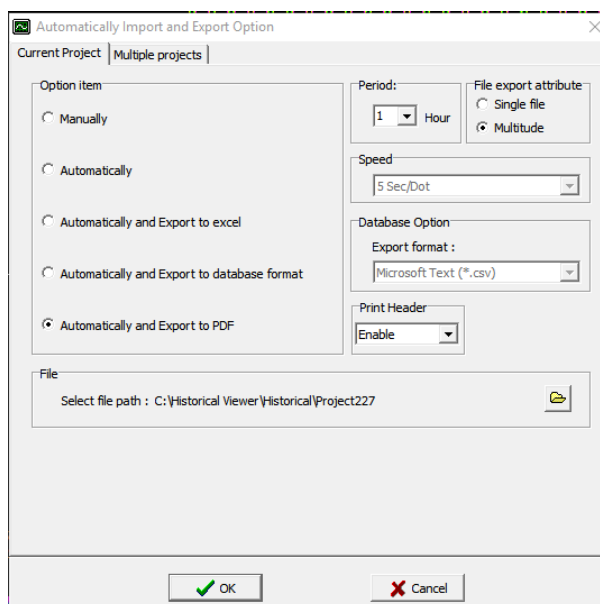 Automatically Import and Export Option
Current Project
Multiple projects
Option item
Manually
Automatically
Automatically and Export to excel
Automatically and Export to database format
Automatically and Export to PDF
Period:
1
Hour
File export attribute
Single file
Multitude
Speed
5 Sec/Dot
Database Option
Export format :
Microsoft Text (*.csv)
Print Header
Enable
File
Select file path : C:\Historical Viewer\Historical\Project227
OK
Cancel